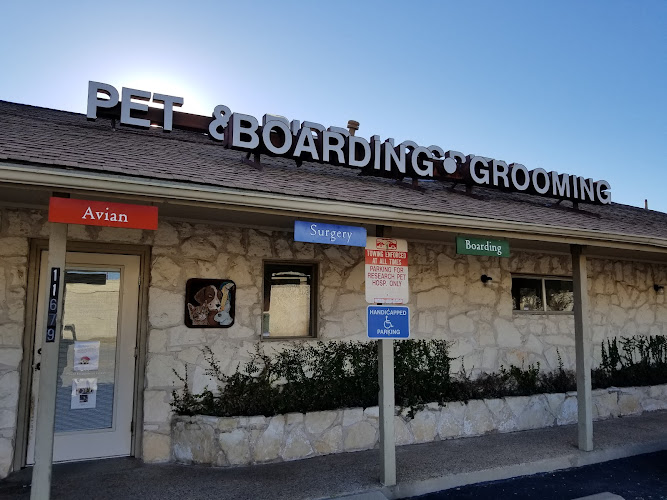 PET & BOARDING • GROOMING
Avian
Surgery
Boarding
TOWING ENFORCED
AT ALL TIMES
PARKING FOR
RESEARCH PET
HOSP. ONLY
HANDICAPPED
PARKING
11679